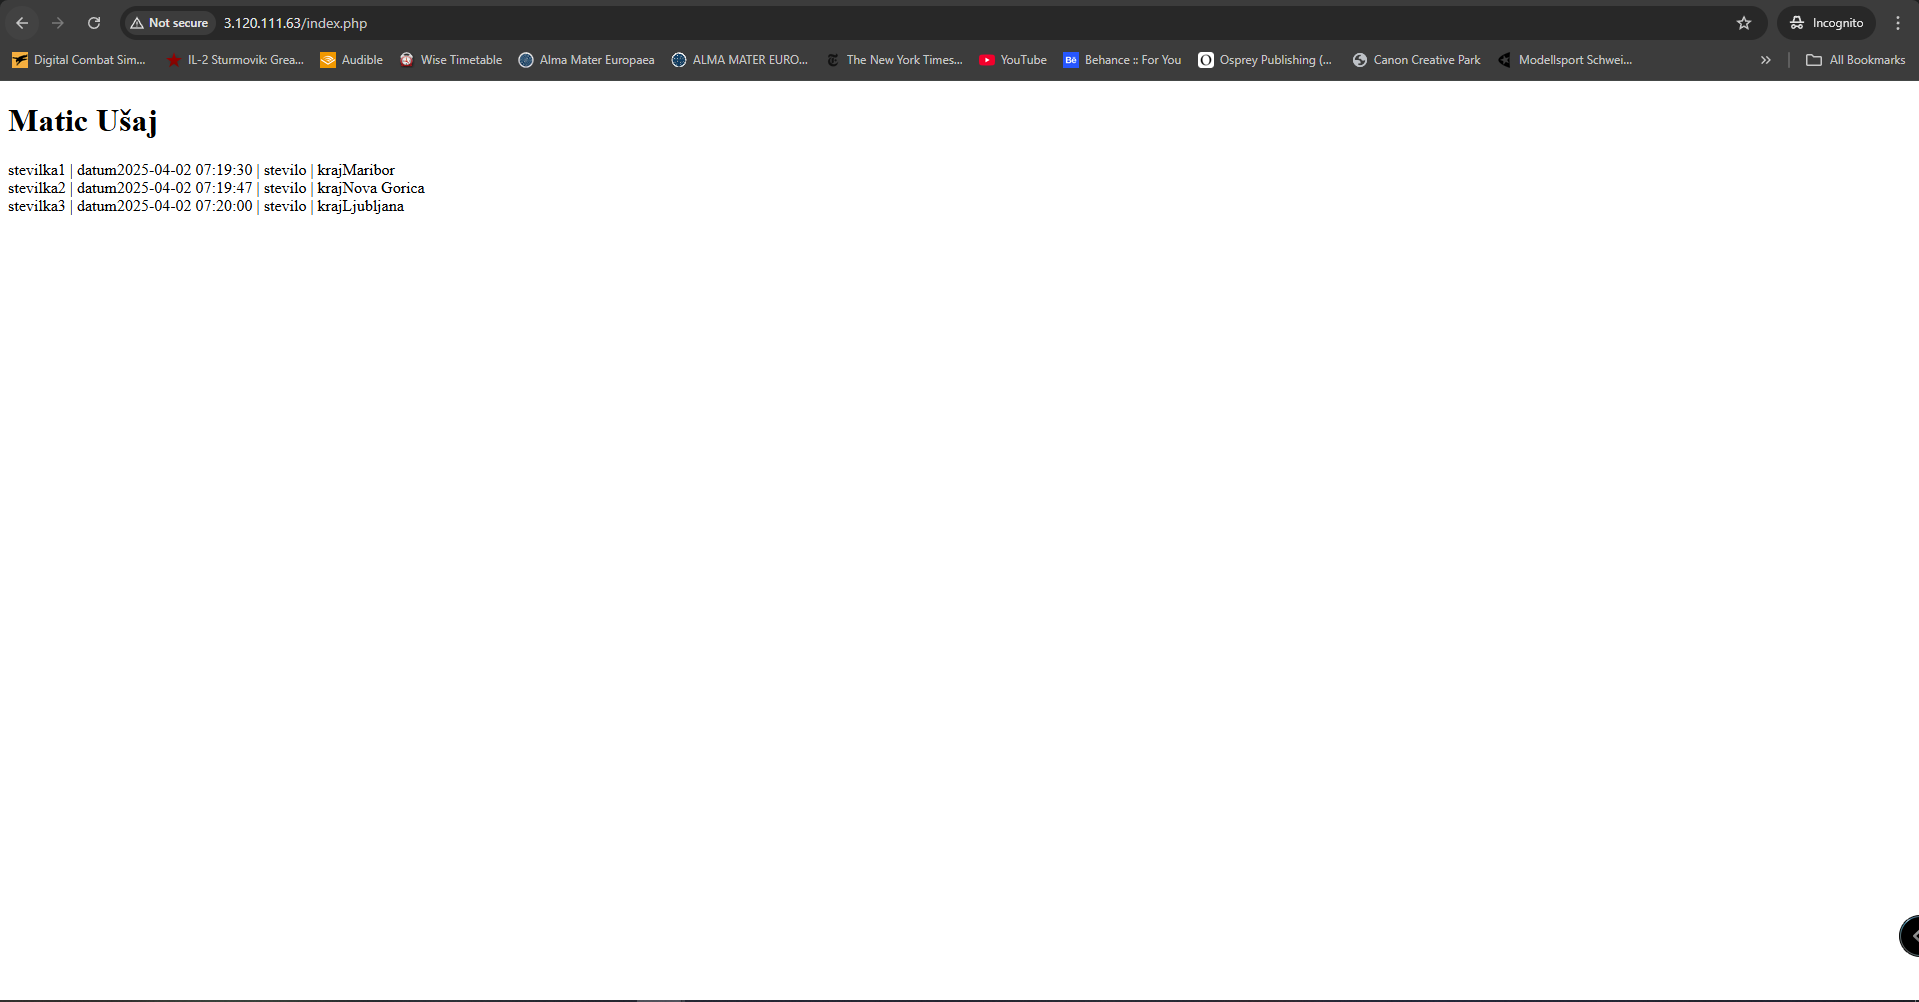 Not secure 3.120.111.63/index.php Incognito
Digital Combat Sim... IL-2 Sturmovik: Grea... Audible Wise Timetable Alma Mater Europaea ALMA MATER EURO... The New York Times... YouTube Bē Behance :: For You Osprey Publishing (... Canon Creative Park Modellsport Schwei... All Bookmarks
Matic Ušaj
stevilka1 | datum2025-04-02 07:19:30 | stevilo | krajMaribor
stevilka2 | datum2025-04-02 07:19:47 | stevilo | krajNova Gorica
stevilka3 | datum2025-04-02 07:20:00 | stevilo | krajLjubljana